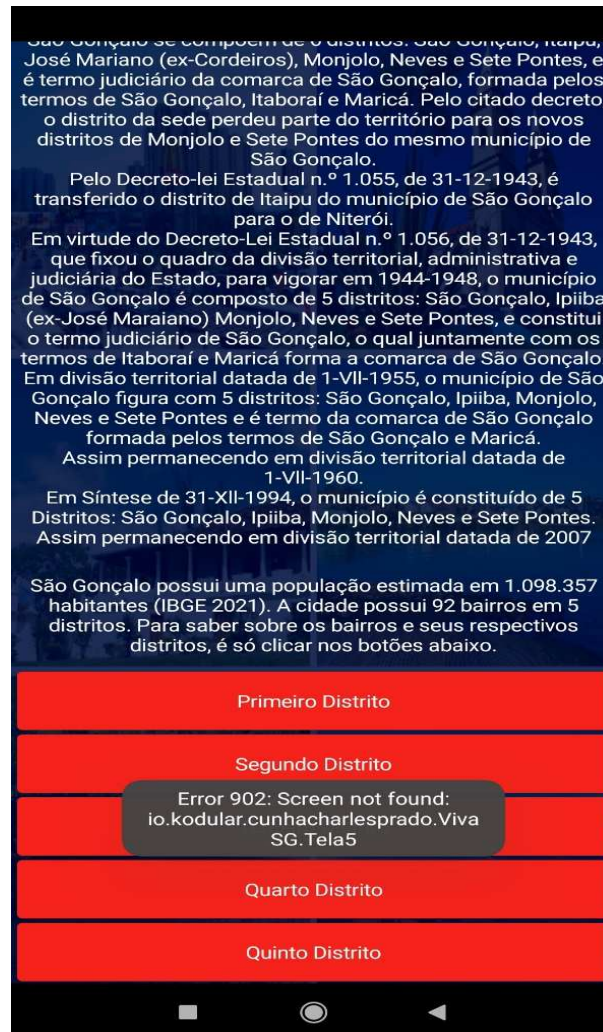 São Gonçalo se compõem de 6 distritos: São Gonçalo, Itaipu,
José Mariano (ex-Cordeiros), Monjolo, Neves e Sete Pontes, e
é termo judiciário da comarca de São Gonçalo, formada pelos
termos de São Gonçalo, Itaboraí e Maricá. Pelo citado decreto
o distrito da sede perdeu parte do território para os novos
distritos de Monjolo e Sete Pontes do mesmo município de
São Gonçalo.
Pelo Decreto-lei Estadual n.º 1.055, de 31-12-1943, é
transferido o distrito de Itaipu do município de São Gonçalo
para o de Niterói.
Em virtude do Decreto-Lei Estadual n.º 1.056, de 31-12-1943,
que fixou o quadro da divisão territorial, administrativa e
judiciária do Estado, para vigorar em 1944-1948, o município
de São Gonçalo é composto de 5 distritos: São Gonçalo, Ipiiba
(ex-José Maraiano) Monjolo, Neves e Sete Pontes, e constitui
o termo judiciário de São Gonçalo, o qual juntamente com os
termos de Itaboraí e Maricá forma a comarca de São Gonçalo
Em divisão territorial datada de 1-VII-1955, o município de São
Gonçalo figura com 5 distritos: São Gonçalo, Ipiiba, Monjolo,
Neves e Sete Pontes e é termo da comarca de São Gonçalo
formada pelos termos de São Gonçalo e Maricá.
Assim permanecendo em divisão territorial datada de
1-VII-1960.
Em Síntese de 31-XII-1994, o município é constituído de 5
Distritos: São Gonçalo, Ipiiba, Monjolo, Neves e Sete Pontes.
Assim permanecendo em divisão territorial datada de 2007
São Gonçalo possui uma população estimada em 1.098.357
habitantes (IBGE 2021). A cidade possui 92 bairros em 5
distritos. Para saber sobre os bairros e seus respectivos
distritos, é só clicar nos botões abaixo.
Primeiro Distrito
Segundo Distrito
Error 902: Screen not found:
io.kodular.cunhacharlesprado.Viva
SG.Tela5
Quarto Distrito
Quinto Distrito